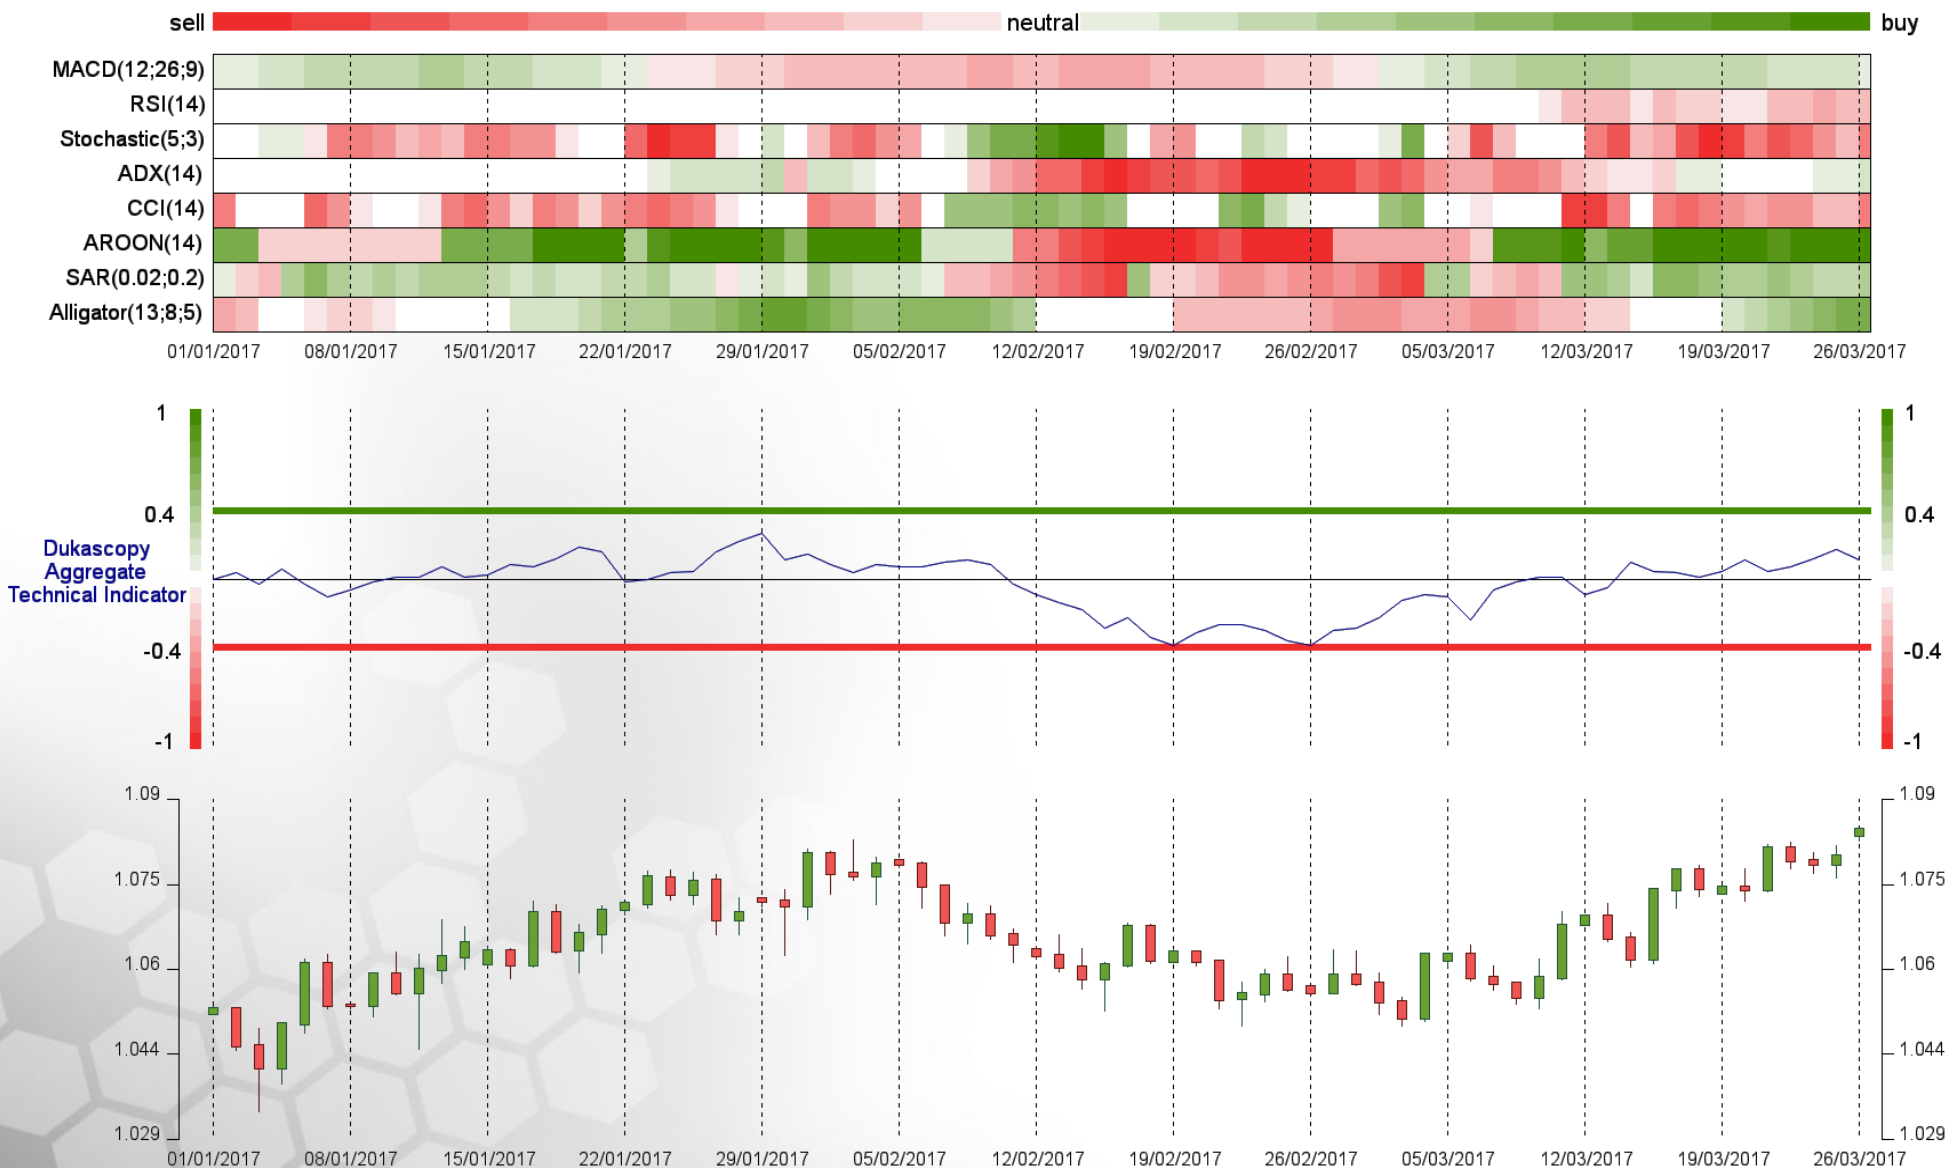 sell neutral buy
MACD(12;26;9)
RSI(14)
Stochastic(5;3)
ADX(14)
CCI(14)
AROON(14)
SAR(0.02;0.2)
Alligator(13;8;5)
01/01/2017 08/01/2017 15/01/2017 22/01/2017 29/01/2017 05/02/2017 12/02/2017 19/02/2017 26/02/2017 05/03/2017 12/03/2017 19/03/2017 26/03/2017
1 1
0.4 0.4
Dukascopy
Aggregate
Technical Indicator
-0.4 -0.4
-1 -1
1.09 1.09
1.075 1.075
1.06 1.06
1.044 1.044
1.029 1.029
01/01/2017 08/01/2017 15/01/2017 22/01/2017 29/01/2017 05/02/2017 12/02/2017 19/02/2017 26/02/2017 05/03/2017 12/03/2017 19/03/2017 26/03/2017